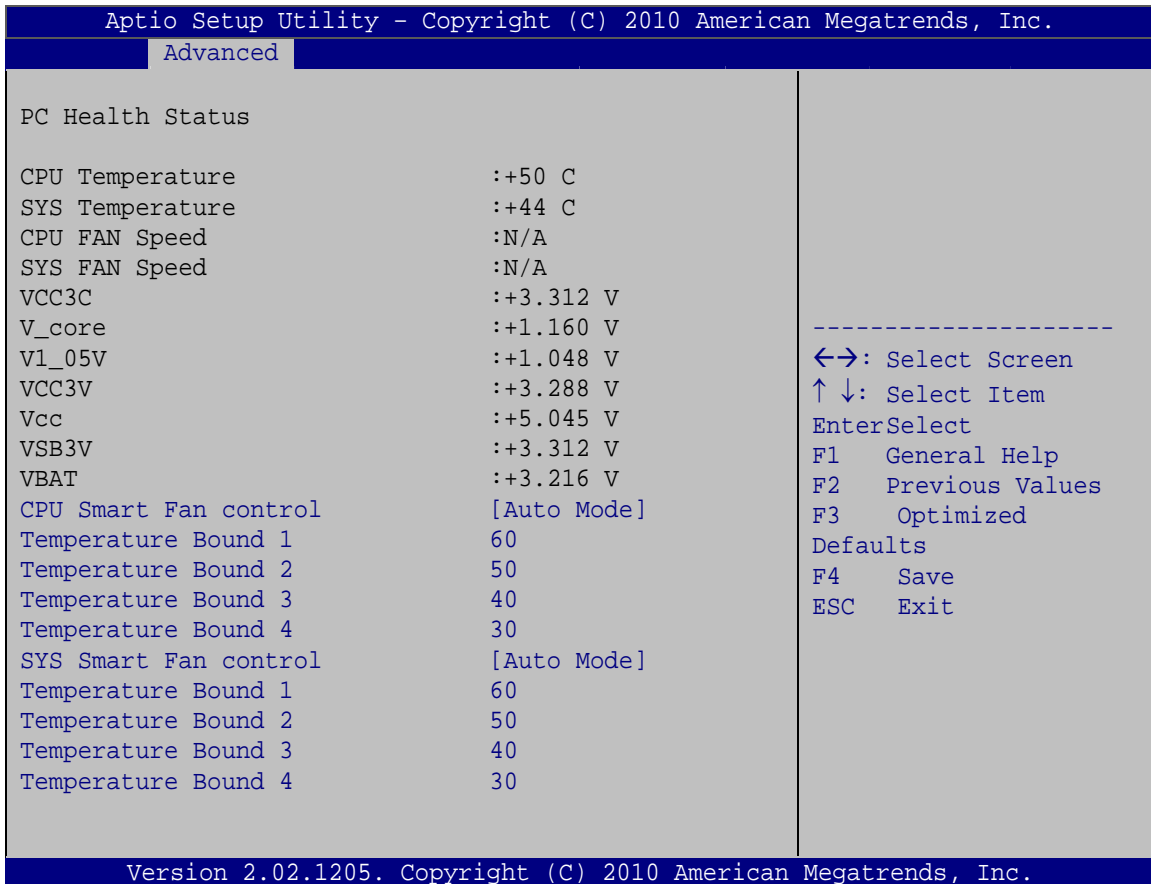 Aptio Setup Utility – Copyright (C) 2010 American Megatrends, Inc.
Advanced
PC Health Status
CPU Temperature :+50 C
SYS Temperature :+44 C
CPU FAN Speed :N/A
SYS FAN Speed :N/A
VCC3C :+3.312 V
V_core :+1.160 V
V1_05V :+1.048 V
VCC3V :+3.288 V
Vcc :+5.045 V
VSB3V :+3.312 V
VBAT :+3.216 V
CPU Smart Fan control [Auto Mode]
Temperature Bound 1 60
Temperature Bound 2 50
Temperature Bound 3 40
Temperature Bound 4 30
SYS Smart Fan control [Auto Mode]
Temperature Bound 1 60
Temperature Bound 2 50
Temperature Bound 3 40
Temperature Bound 4 30
---------------------
←→: Select Screen
↑ ↓: Select Item
EnterSelect
F1 General Help
F2 Previous Values
F3 Optimized
Defaults
F4 Save
ESC Exit
Version 2.02.1205. Copyright (C) 2010 American Megatrends, Inc.